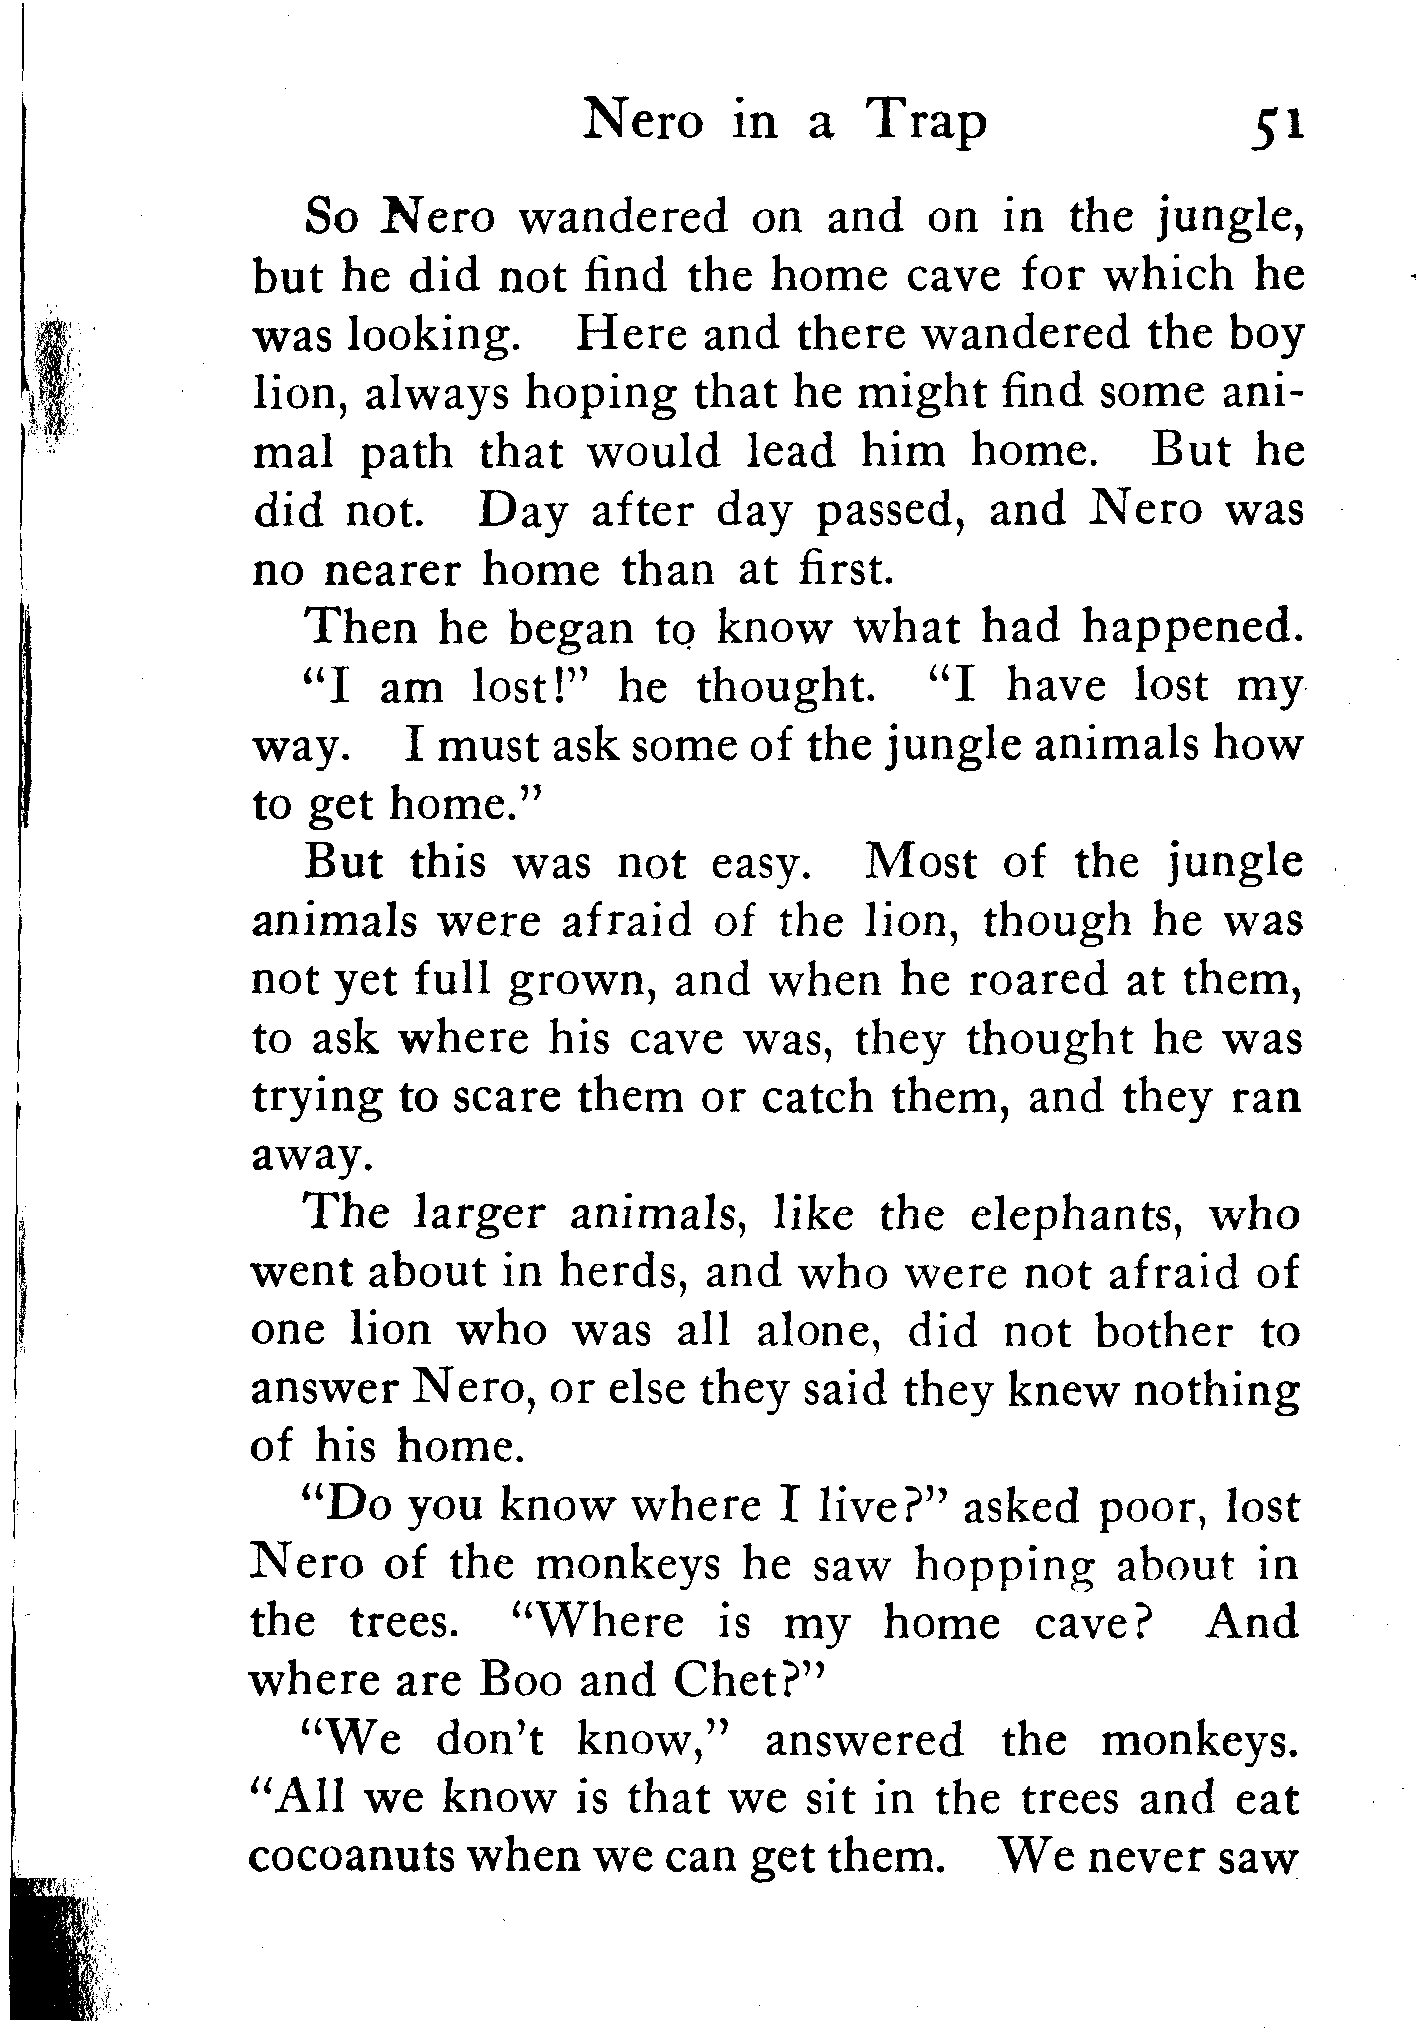 Nero in a Trap 51
So Nero wandered on and on in the jungle,
but he did not find the home cave for which he
was looking. Here and there wandered the boy
lion, always hoping that he might find some ani-
mal path that would lead him home. But he
did not. Day after day passed, and Nero was
no nearer home than at first.
Then he began to know what had happened.
“I am lost!” he thought. “I have lost my
way. I must ask some of the jungle animals how
to get home.”
But this was not easy. Most of the jungle
animals were afraid of the lion, though he was
not yet full grown, and when he roared at them,
to ask where his cave was, they thought he was
trying to scare them or catch them, and they ran
away.
The larger animals, like the elephants, who
went about in herds, and who were not afraid of
one lion who was all alone, did not bother to
answer Nero, or else they said they knew nothing
of his home.
“Do you know where I live?” asked poor, lost
Nero of the monkeys he saw hopping about in
the trees. “Where is my home cave? And
where are Boo and Chet?”
“We don't know,” answered the monkeys.
“All we know is that we sit in the trees and eat
cocoanuts when we can get them. We never saw